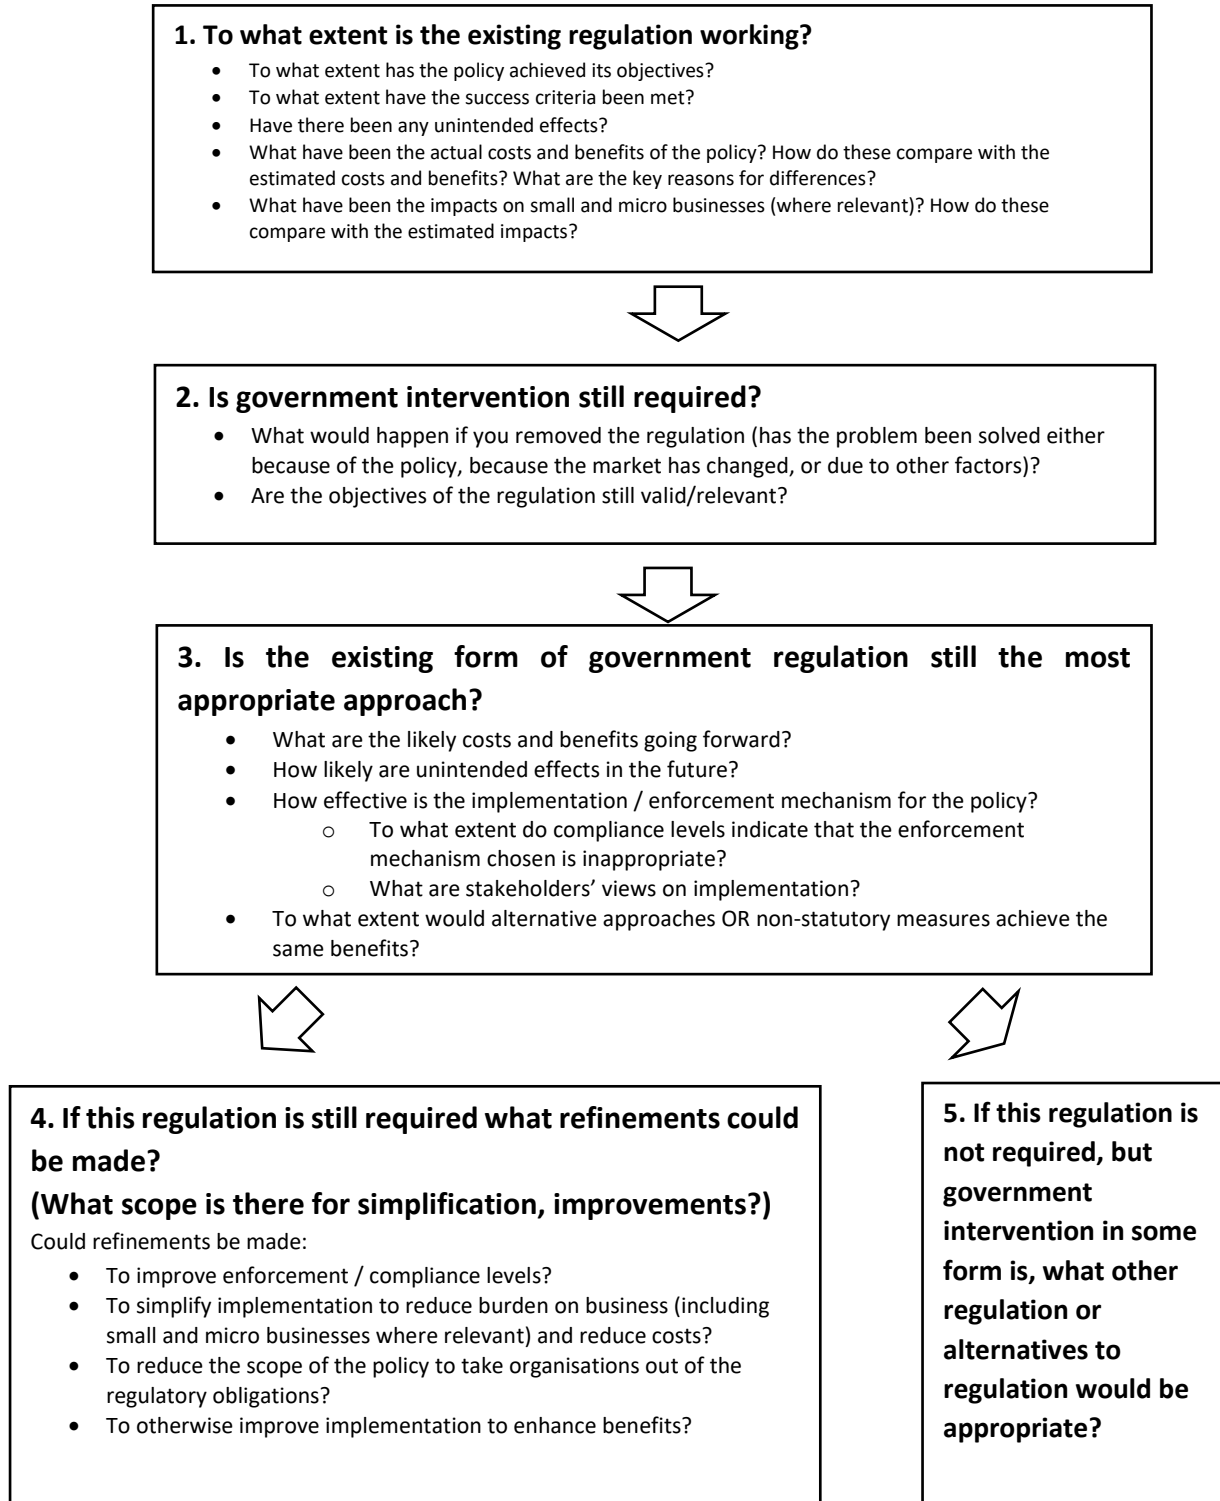 1. To what extent is the existing regulation working?
• To what extent has the policy achieved its objectives?
• To what extent have the success criteria been met?
• Have there been any unintended effects?
• What have been the actual costs and benefits of the policy? How do these compare with the
estimated costs and benefits? What are the key reasons for differences?
• What have been the impacts on small and micro businesses (where relevant)? How do these
compare with the estimated impacts?
2. Is government intervention still required?
• What would happen if you removed the regulation (has the problem been solved either
because of the policy, because the market has changed, or due to other factors)?
• Are the objectives of the regulation still valid/relevant?
3. Is the existing form of government regulation still the most
appropriate approach?
• What are the likely costs and benefits going forward?
• How likely are unintended effects in the future?
• How effective is the implementation / enforcement mechanism for the policy?
o To what extent do compliance levels indicate that the enforcement
mechanism chosen is inappropriate?
o What are stakeholders’ views on implementation?
• To what extent would alternative approaches OR non-statutory measures achieve the
same benefits?
4. If this regulation is still required what refinements could
be made?
(What scope is there for simplification, improvements?)
Could refinements be made:
• To improve enforcement / compliance levels?
• To simplify implementation to reduce burden on business (including
small and micro businesses where relevant) and reduce costs?
• To reduce the scope of the policy to take organisations out of the
regulatory obligations?
• To otherwise improve implementation to enhance benefits?
5. If this regulation is
not required, but
government
intervention in some
form is, what other
regulation or
alternatives to
regulation would be
appropriate?